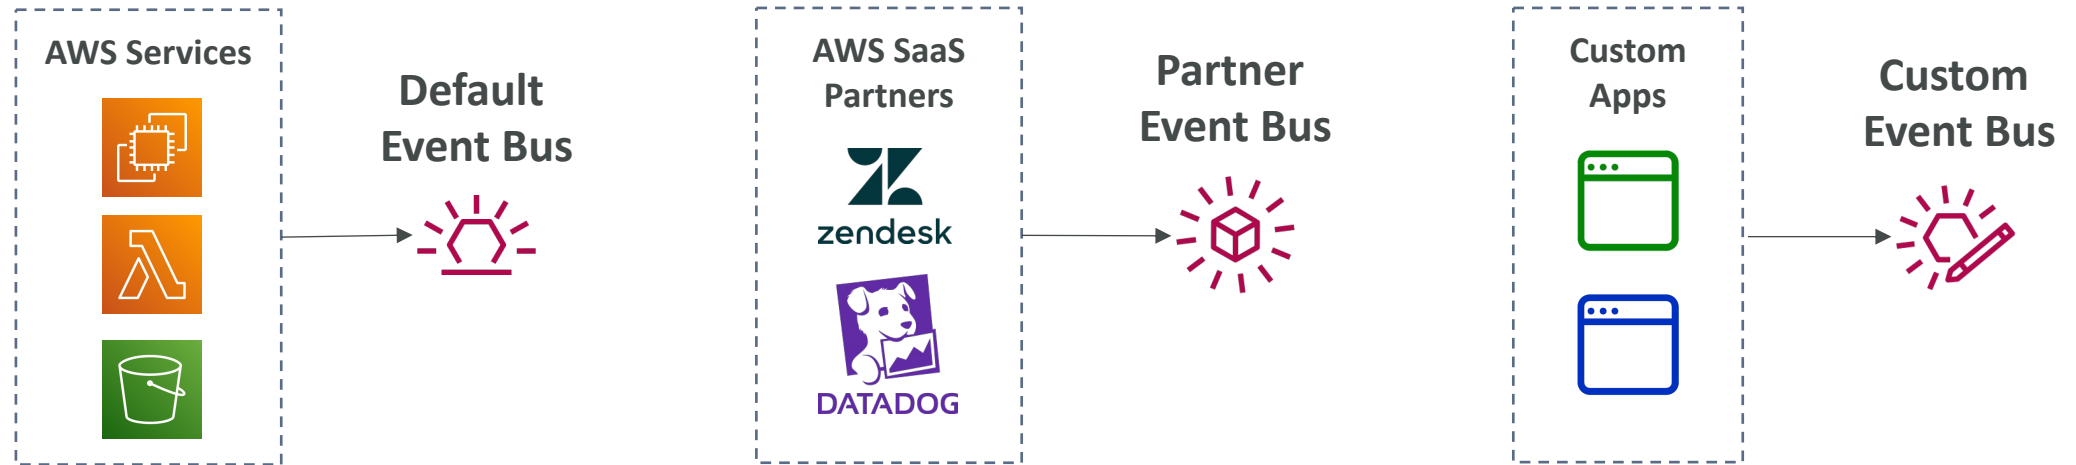 AWS Services
Default
Event Bus
AWS SaaS
Partners
zendesk
DATADOG
Partner
Event Bus
Custom
Apps
Custom
Event Bus